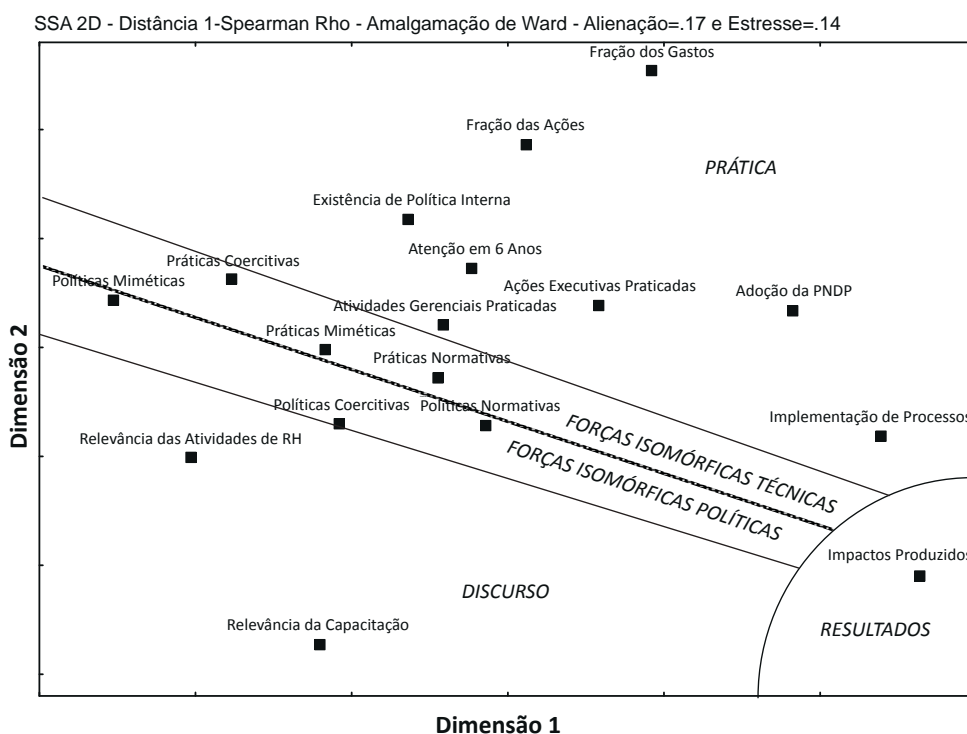 SSA 2D - Distância 1-Spearman Rho - Amalgamação de Ward - Alienação=.17 e Estresse=.14
Fração dos Gastos
Fração das Ações
PRÁTICA
Existência de Política Interna
Atenção em 6 Anos
Práticas Coercitivas
Políticas Miméticas
Ações Executivas Praticadas
Adoção da PNDP
Atividades Gerenciais Praticadas
Práticas Miméticas
Práticas Normativas
Políticas Coercitivas
Políticas Normativas
Implementação de Processos
Relevância das Atividades de RH
FORÇAS ISOMÓRFICAS TÉCNICAS
FORÇAS ISOMÓRFICAS POLÍTICAS
Impactos Produzidos
DISCURSO
Relevância da Capacitação
RESULTADOS
Dimensão 2
Dimensão 1